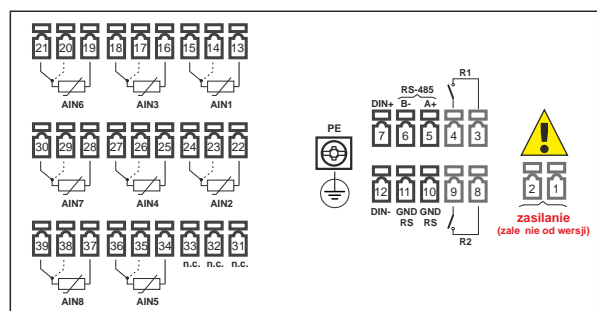 21 20 19 18 17 16 15 14 13
AIN6 AIN3 AIN1
30 29 28 27 26 25 24 23 22
AIN7 AIN4 AIN2
39 38 37 36 35 34 33 32 31
n.c. n.c. n.c.
AIN8 AIN5
PE
R1
RS-485
DIN+ B- A+
7 6 5 4 3
12 11 10 9 8
DIN- GND RS GND RS
R2
!
2 1
zasilanie
(zale nie od wersji)